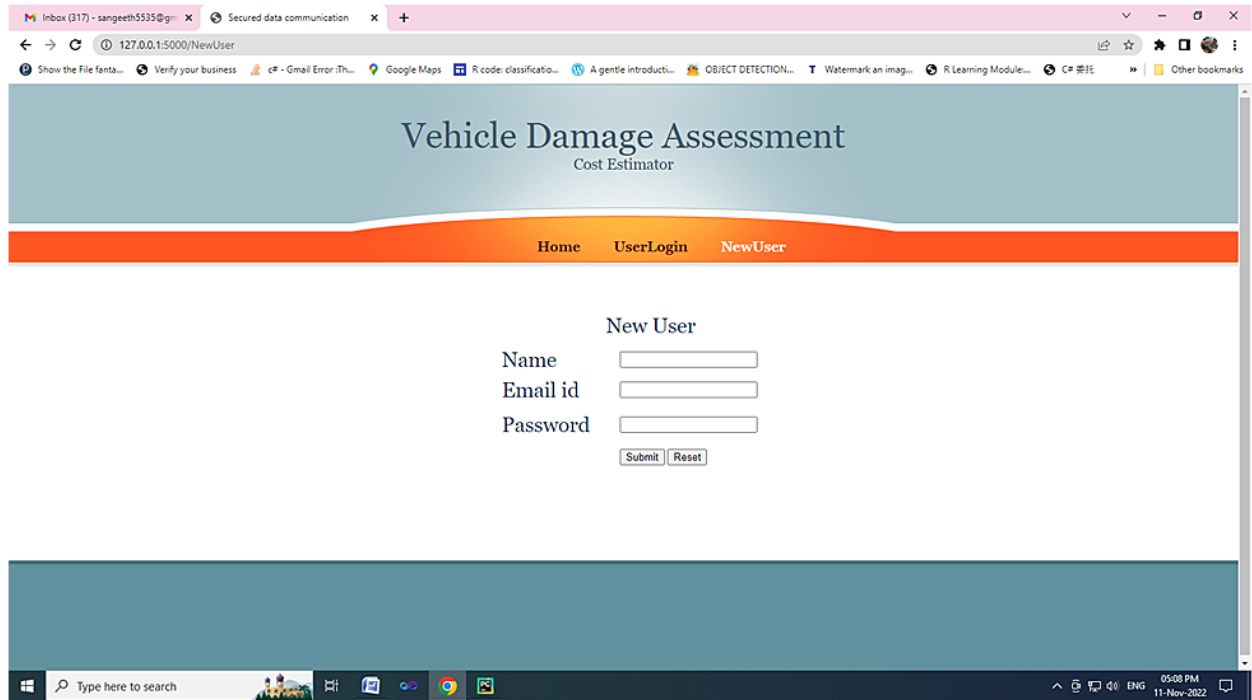 Inbox (317) - sangeeth5535@gm
Secured data communication
127.0.0.1:5000/NewUser
Show the File fanta... Verify your business c# - Gmail Error :Th... Google Maps R code: classificatio... A gentle introducti... OBJECT DETECTION... Watermark an imag... R Learning Module:... C# 委托 » Other bookmarks
Vehicle Damage Assessment
Cost Estimator
Home UserLogin NewUser
New User
Name
Email id
Password
Submit Reset
Type here to search
ENG
05:08 PM
11-Nov-2022